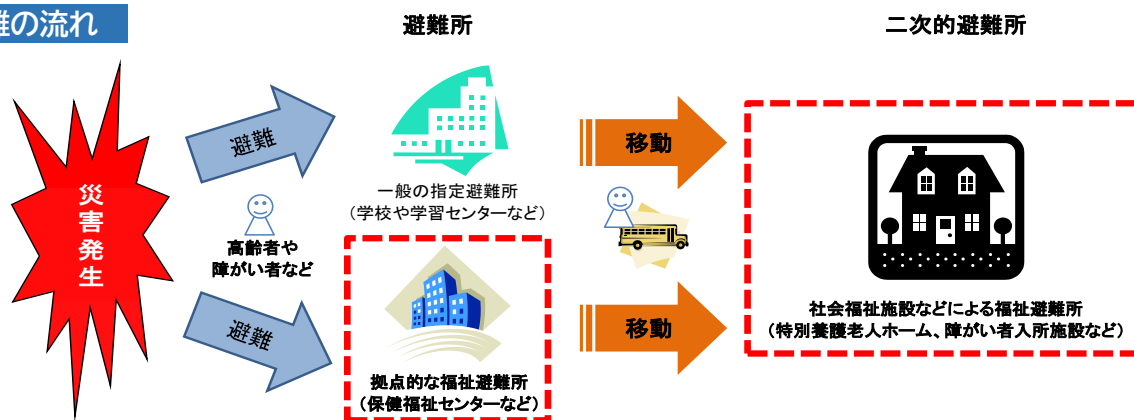 難の流れ
避難所
二次的避難所
災害発生
避難
高齢者や
障がい者など
避難
一般の指定避難所
（学校や学習センターなど）
拠点的な福祉避難所
（保健福祉センターなど）
移動
移動
社会福祉施設などによる福祉避難所
（特別養護老人ホーム、障がい者入所施設など）